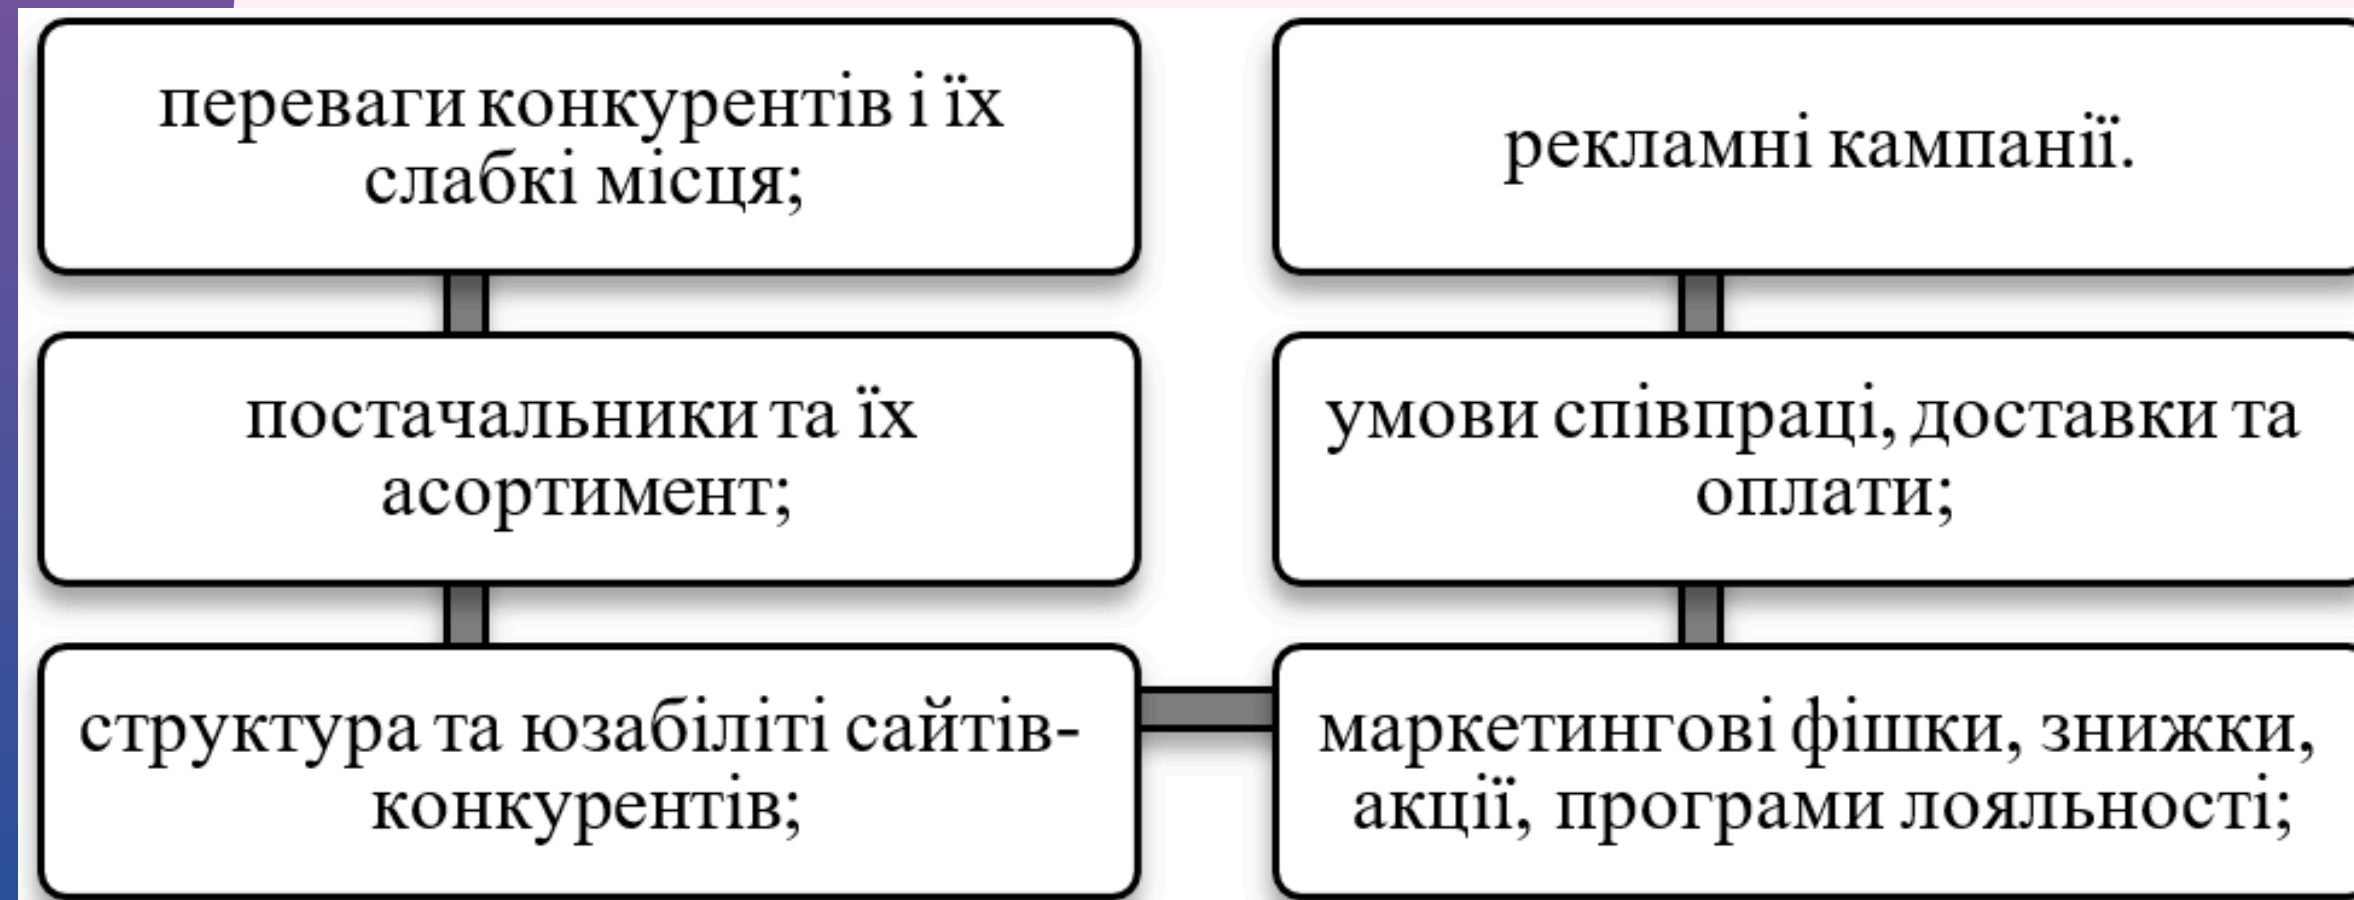 переваги конкурентів і їх
слабкі місця;
постачальники та їх
асортимент;
структура та юзабіліті сайтів-
конкурентів;
маркетингові фішки, знижки,
акції, програми лояльності;
умови співпраці, доставки та
оплати;
рекламні кампанії.